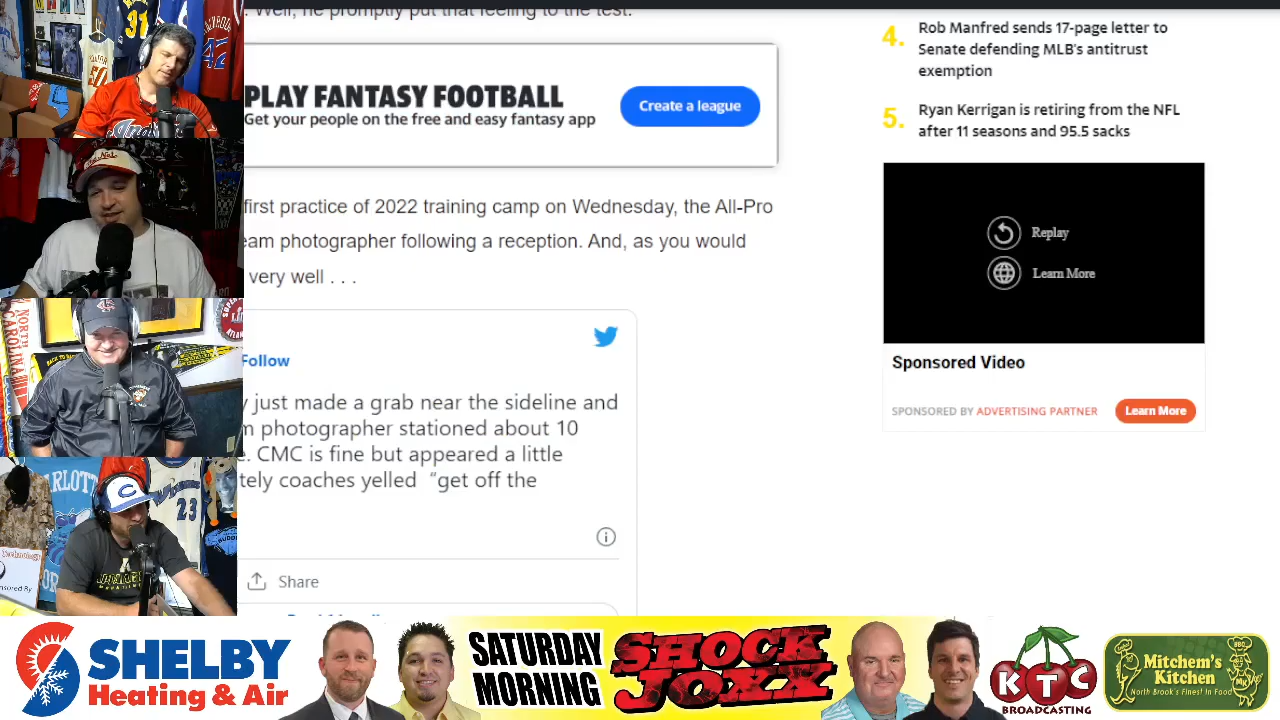 . Well, he promptly put that feeling to the test.
PLAY FANTASY FOOTBALL
Get your people on the free and easy fantasy app
Create a league
first practice of 2022 training camp on Wednesday, the All-Pro
eam photographer following a reception. And, as you would
very well . . .
Follow
y just made a grab near the sideline and
m photographer stationed about 10
e. CMC is fine but appeared a little
tely coaches yelled “get off the
Share
4. Rob Manfred sends 17-page letter to
Senate defending MLB's antitrust
exemption
5. Ryan Kerrigan is retiring from the NFL
after 11 seasons and 95.5 sacks
Replay
Learn More
Sponsored Video
SPONSORED BY ADVERTISING PARTNER
Learn More
31
23
C
SHELBY
Heating & Air
SATURDAY
MORNING
SHOCK
JOXX
KTC
BROADCASTING
Mitchem's
Kitchen
North Brook's Finest In Food